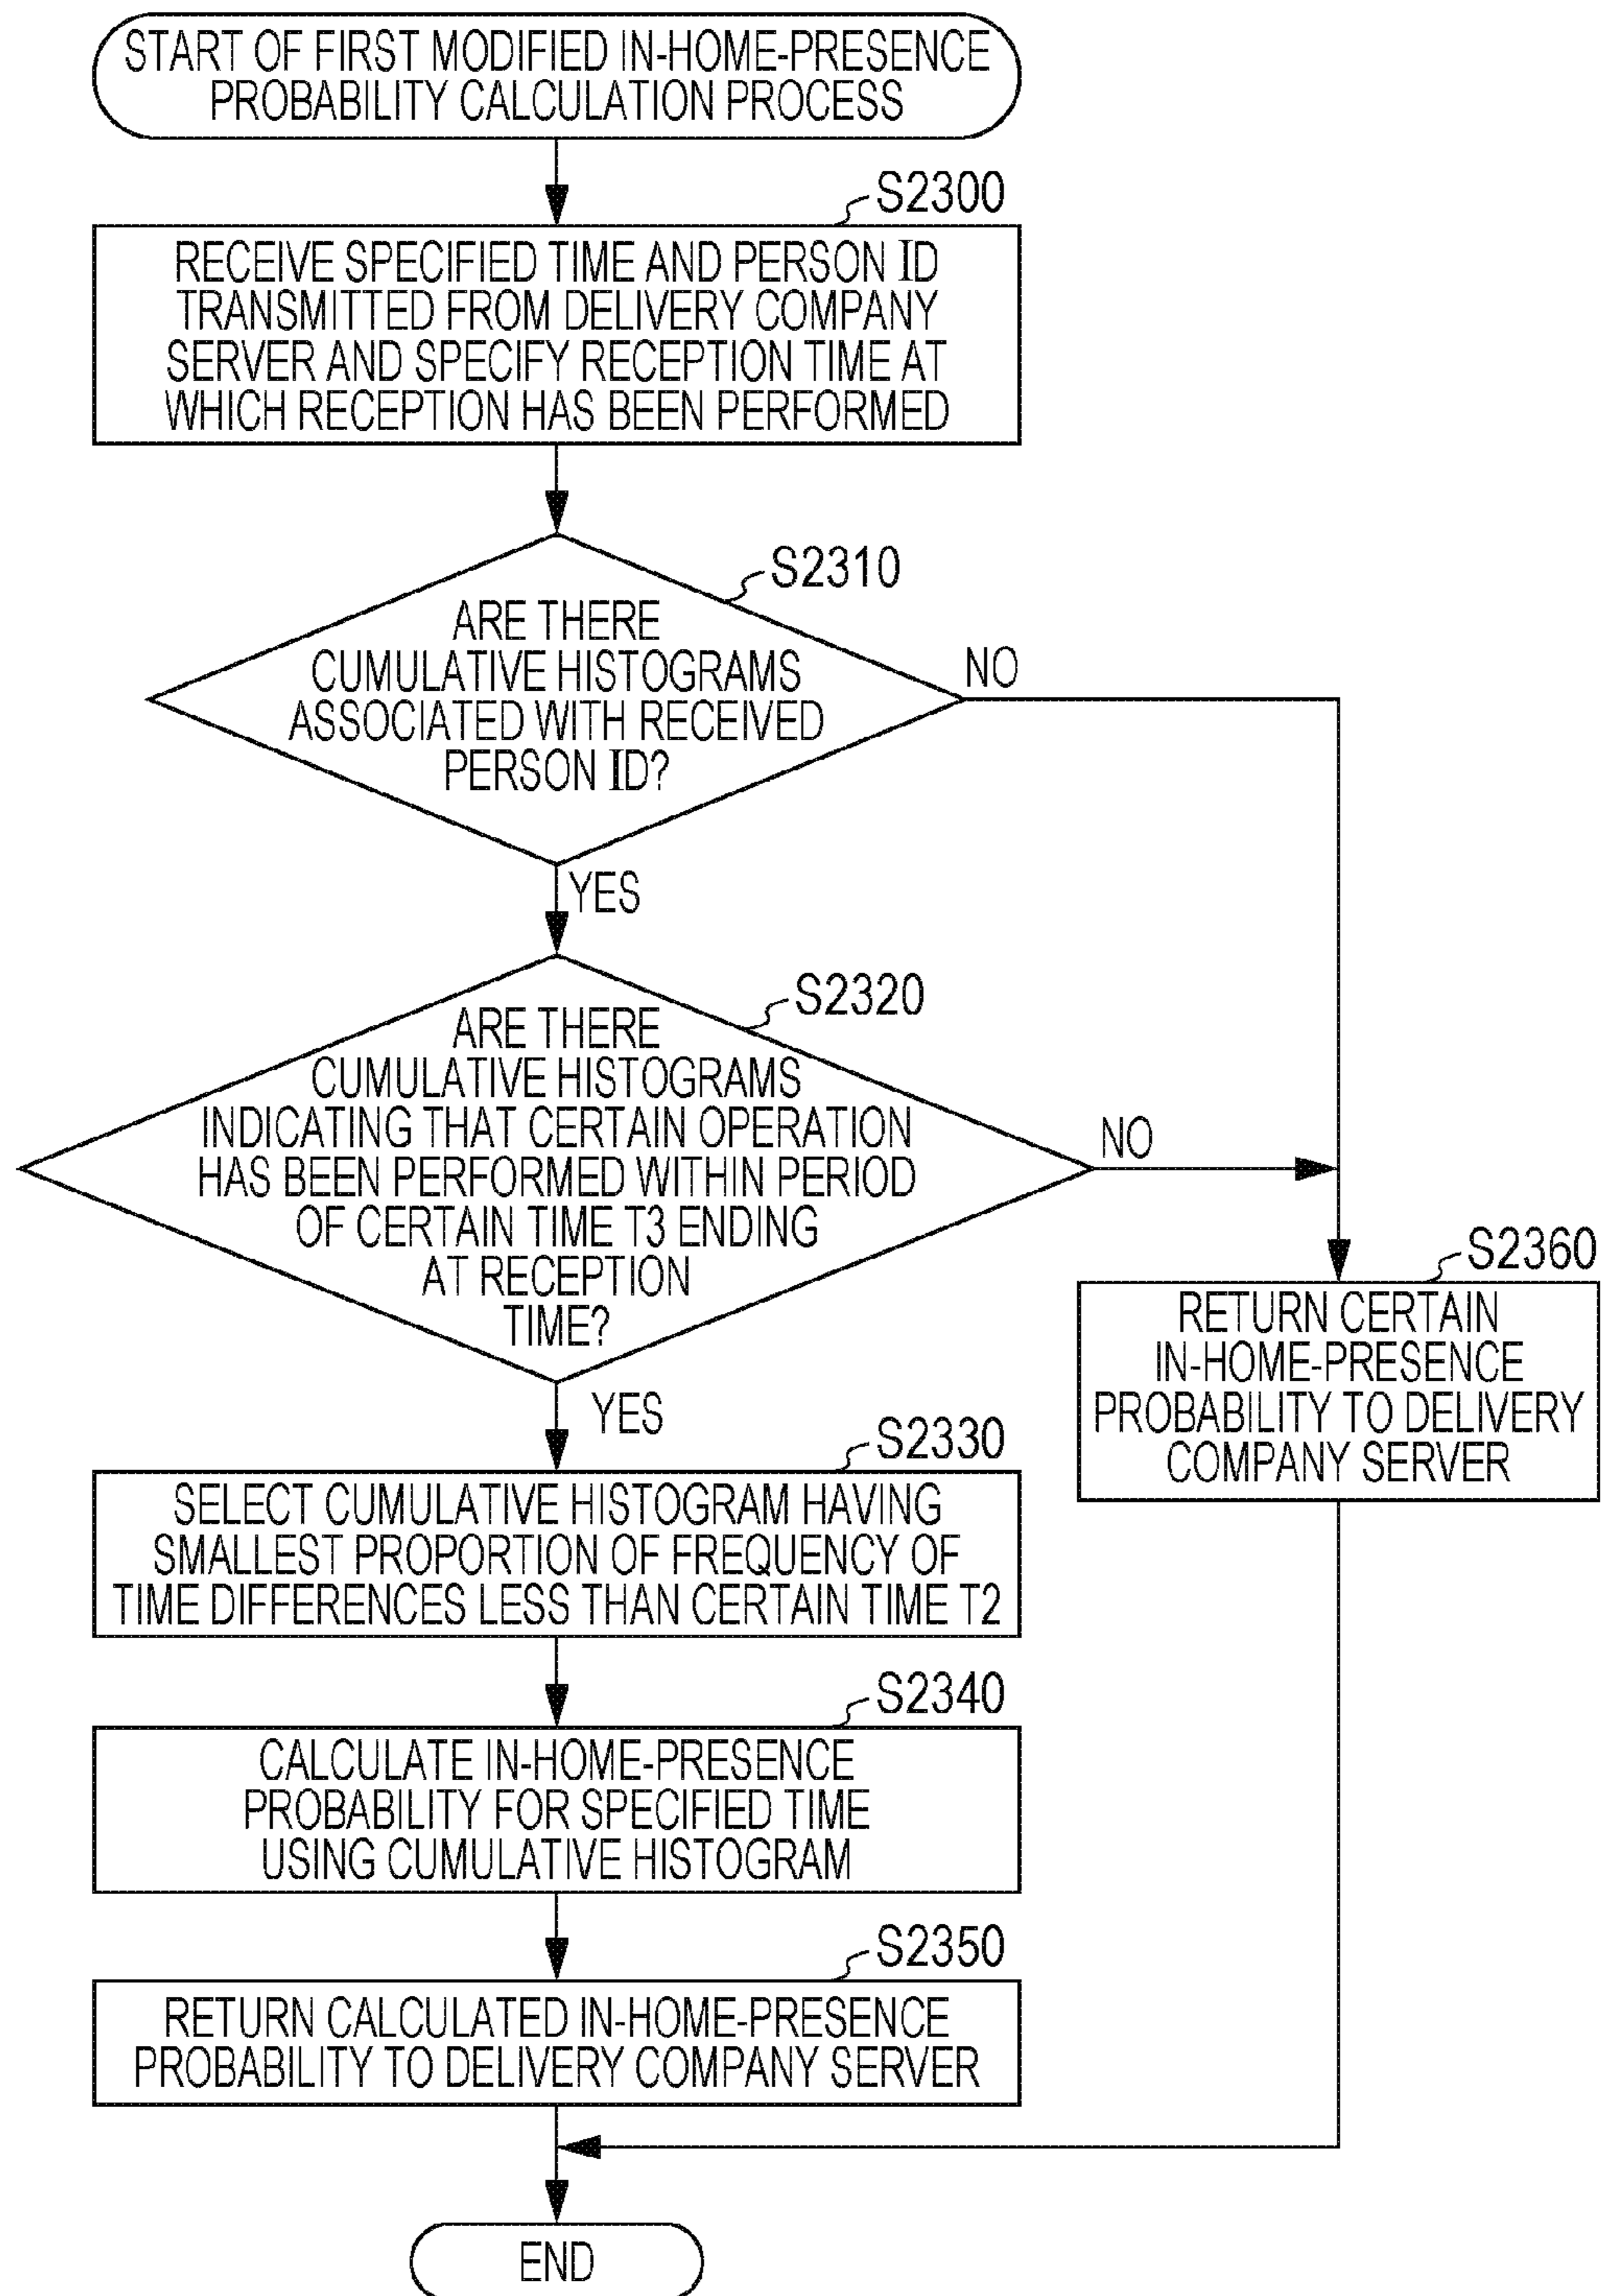 START OF FIRST MODIFIED IN-HOME-PRESENCE
PROBABILITY CALCULATION PROCESS
S2300
RECEIVE SPECIFIED TIME AND PERSON ID
TRANSMITTED FROM DELIVERY COMPANY
SERVER AND SPECIFY RECEPTION TIME AT
WHICH RECEPTION HAS BEEN PERFORMED
S2310
ARE THERE
CUMULATIVE HISTOGRAMS
ASSOCIATED WITH RECEIVED
PERSON ID?
NO
YES
S2320
ARE THERE
CUMULATIVE HISTOGRAMS
INDICATING THAT CERTAIN OPERATION
HAS BEEN PERFORMED WITHIN PERIOD
OF CERTAIN TIME T3 ENDING
AT RECEPTION
TIME?
NO
YES
S2360
RETURN CERTAIN
IN-HOME-PRESENCE
PROBABILITY TO DELIVERY
COMPANY SERVER
S2330
SELECT CUMULATIVE HISTOGRAM HAVING
SMALLEST PROPORTION OF FREQUENCY OF
TIME DIFFERENCES LESS THAN CERTAIN TIME T2
S2340
CALCULATE IN-HOME-PRESENCE
PROBABILITY FOR SPECIFIED TIME
USING CUMULATIVE HISTOGRAM
S2350
RETURN CALCULATED IN-HOME-PRESENCE
PROBABILITY TO DELIVERY COMPANY SERVER
END